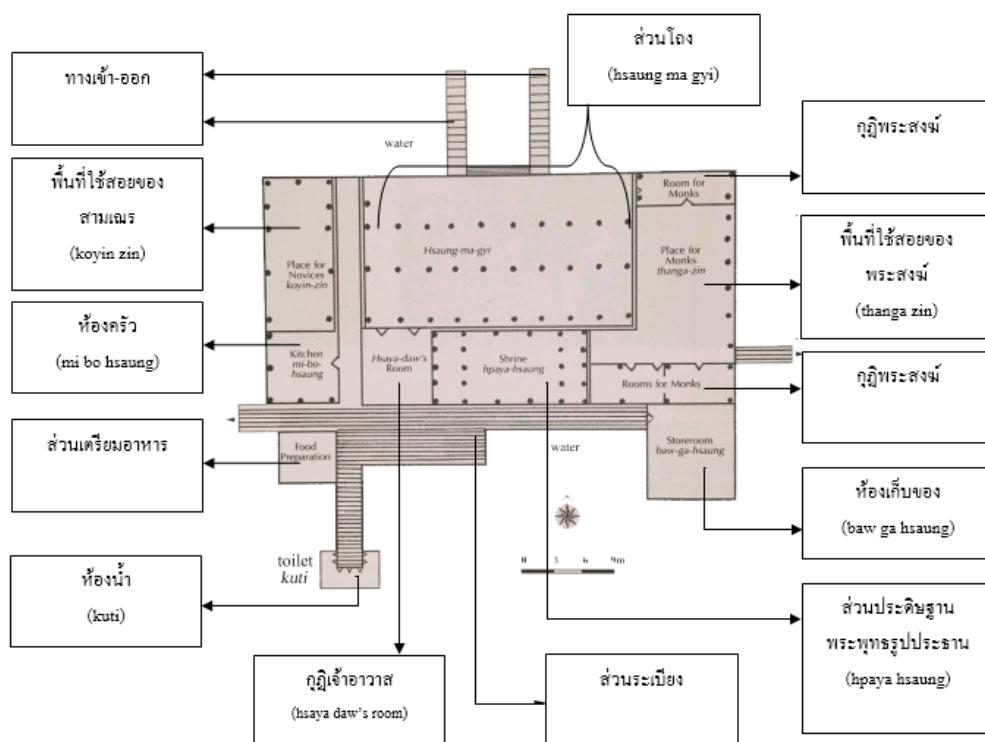 ส่วนโถง
(hsaung ma gyi)
ทางเข้า-ออก
water
กุฏิพระสงฆ์
พื้นที่ใช้สอยของ
สามเณร
(koyin zin)
Room for
Monks
Hsaung-ma-gyi
Place for
Novices
koyin-zin
Place for
Monks
thanga-zin
พื้นที่ใช้สอยของ
พระสงฆ์
(thanga zin)
ห้องครัว
(mi bo hsaung)
Kitchen
mi-bo-
hsaung
Hsaya-daw's
Room
Shrine
hpaya-hsaung
Rooms for Monks
กุฏิพระสงฆ์
ส่วนเตรียมอาหาร
Food
Preparation
water
Storeroom
baw-ga-hsaung
ห้องเก็บของ
(baw ga hsaung)
toilet
kuti
0 3 6 9m
ห้องน้ำ
(kuti)
ส่วนประดิษฐาน
พระพุทธรูปประธาน
(hpaya hsaung)
กุฏิเจ้าอาวาส
(hsaya daw's room)
ส่วนระเบียง